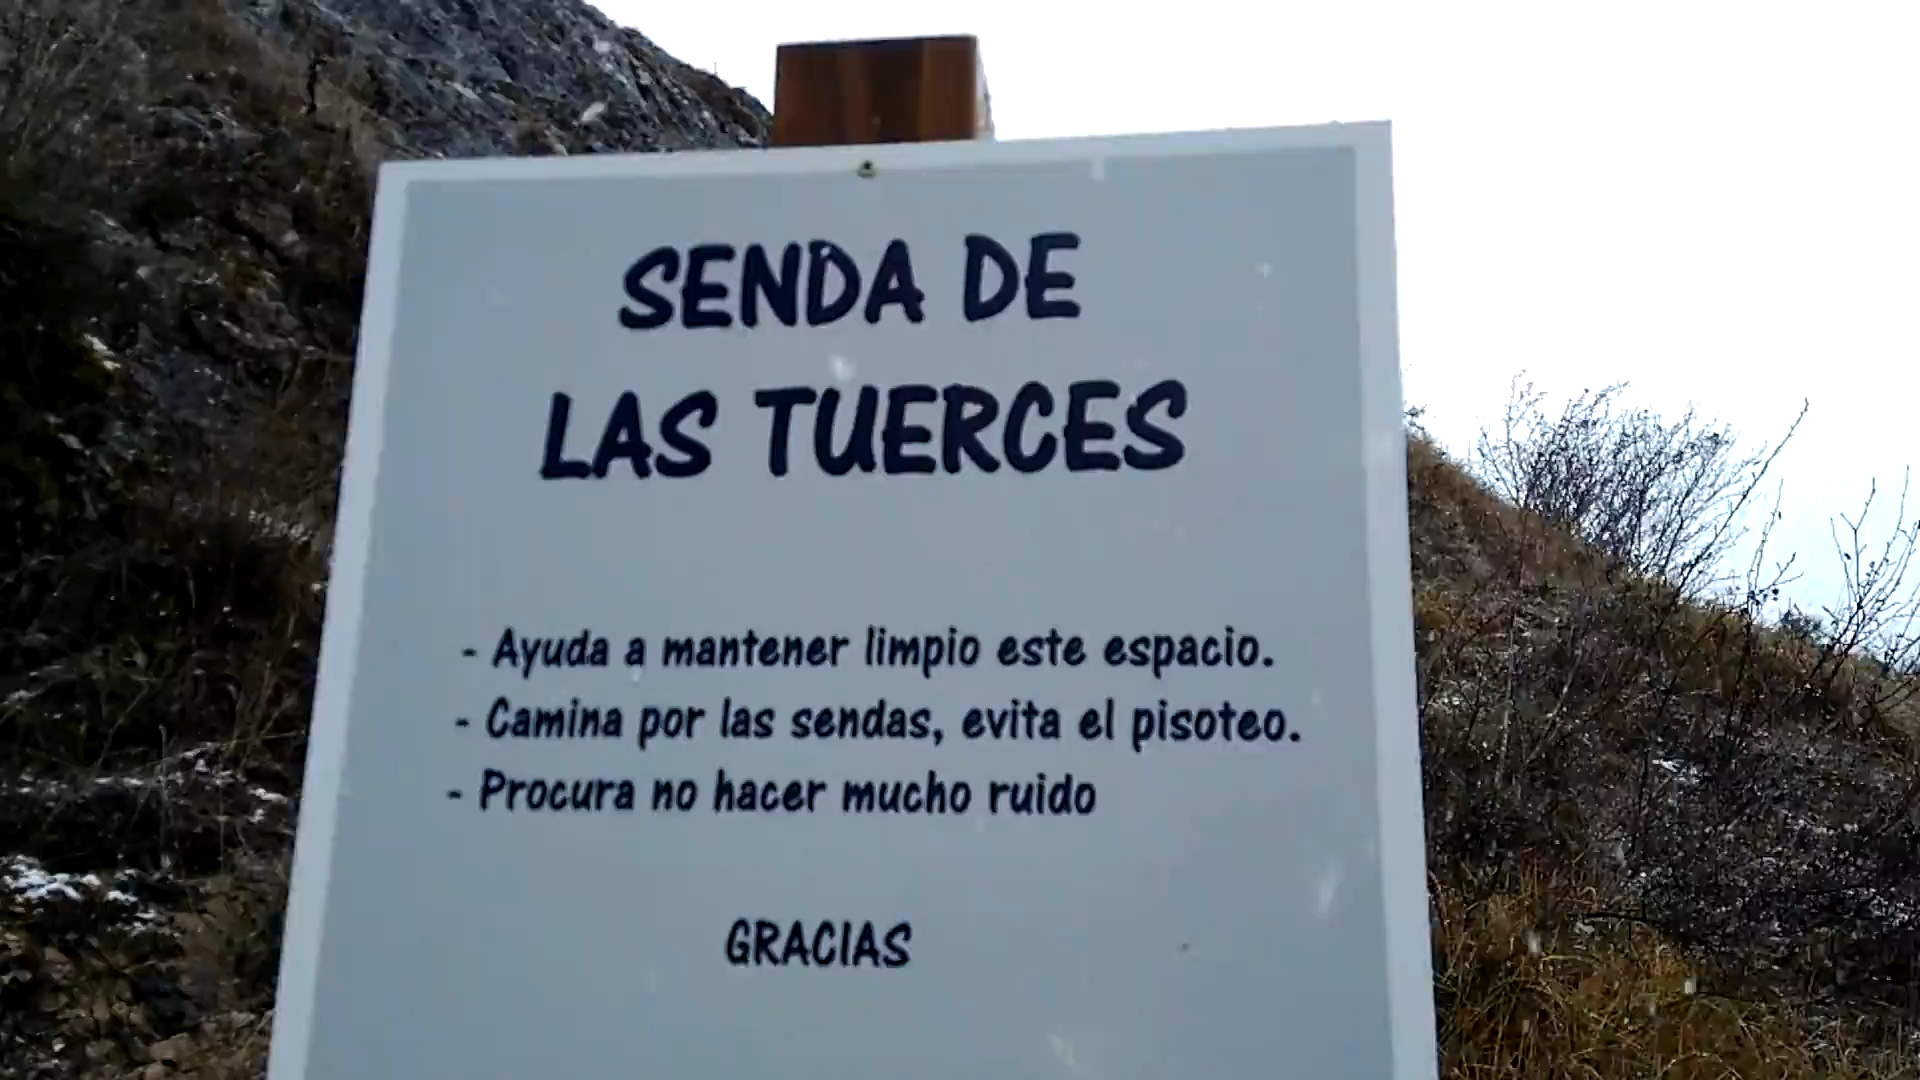 SENDA DE
LAS TUERCES
- Ayuda a mantener limpio este espacio.
- Camina por las sendas, evita el pisoteo.
- Procura no hacer mucho ruido
GRACIAS